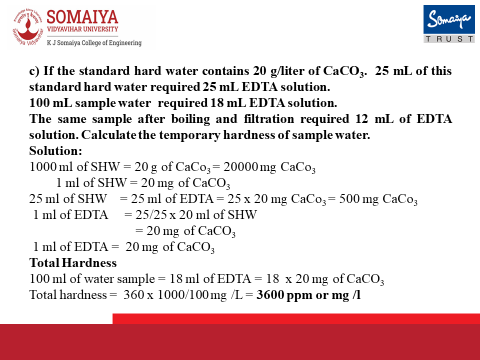 SOMAIYA
VIDYAVIHAR UNIVERSITY
K J Somaiya College of Engineering
Somaiya
TRUST
c) If the standard hard water contains 20 g/liter of CaCO₃. 25 mL of this
standard hard water required 25 mL EDTA solution.
100 mL sample water required 18 mL EDTA solution.
The same sample after boiling and filtration required 12 mL of EDTA
solution. Calculate the temporary hardness of sample water.
Solution:
1000 ml of SHW = 20 g of CaCo₃ = 20000 mg CaCo₃
1 ml of SHW = 20 mg of CaCO₃
25 ml of SHW = 25 ml of EDTA = 25 x 20 mg CaCo₃ = 500 mg CaCo₃
1 ml of EDTA = 25/25 x 20 ml of SHW
= 20 mg of CaCO₃
1 ml of EDTA = 20 mg of CaCO₃
Total Hardness
100 ml of water sample = 18 ml of EDTA = 18 x 20 mg of CaCO₃
Total hardness = 360 x 1000/100 mg /L = 3600 ppm or mg /l